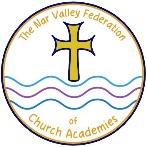 The Nar Valley Federation
of
Church Academies